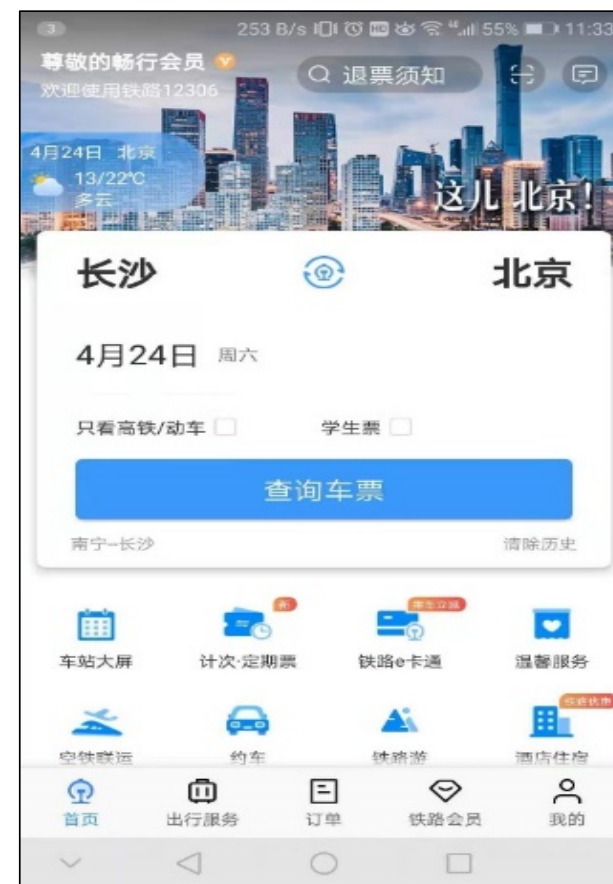 3 253 B/s HD 4G 55% 11:33
尊敬的畅行会员 V
欢迎使用铁路12306
退票须知
4月24日 北京
13/22℃
多云
这儿 北京!
长沙 北京
4月24日 周六
只看高铁/动车 学生票
查询车票
南宁--长沙 清除历史
新
车站大屏 计次·定期票 铁路e卡通 温馨服务
空铁联运 约车 铁路游 酒店住宿
首页 出行服务 订单 铁路会员 我的